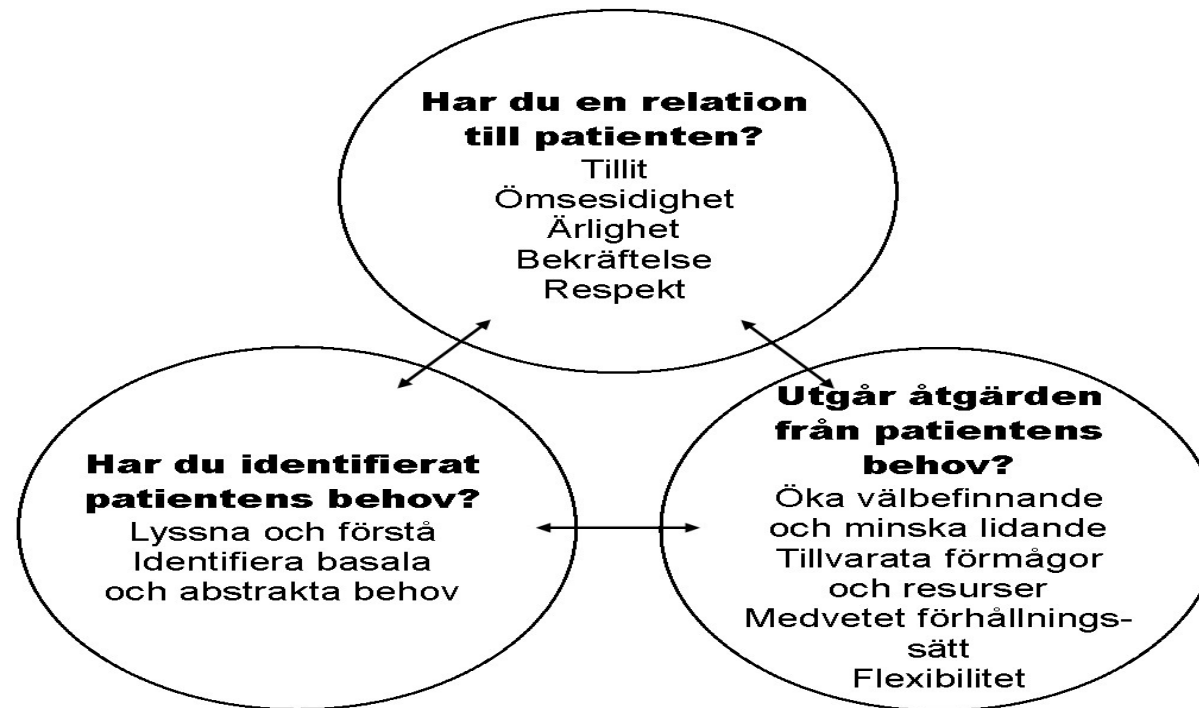 Har du en relation
till patienten?
Tillit
Ömsesidighet
Ärlighet
Bekräftelse
Respekt
Har du identifierat
patientens behov?
Lyssna och förstå
Identifiera basala
och abstrakta behov
Utgår åtgärden
från patientens
behov?
Öka välbefinnande
och minska lidande
Tillvarata förmågor
och resurser
Medvetet förhållnings-
sätt
Flexibilitet